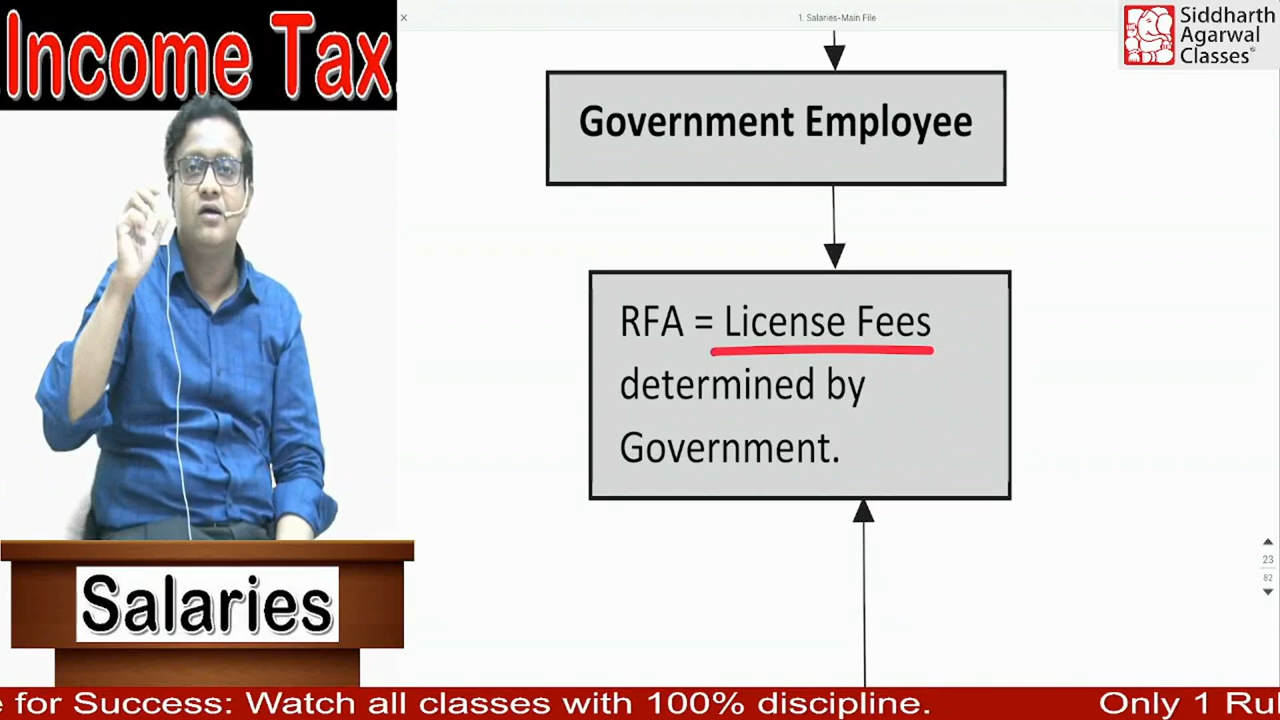 Income Tax
1. Salaries-Main File
Siddharth
Agarwal
Classes®
Government Employee
RFA = License Fees
determined by
Government.
23
82
Salaries
e for Success: Watch all classes with 100% discipline.
Only 1 Ru